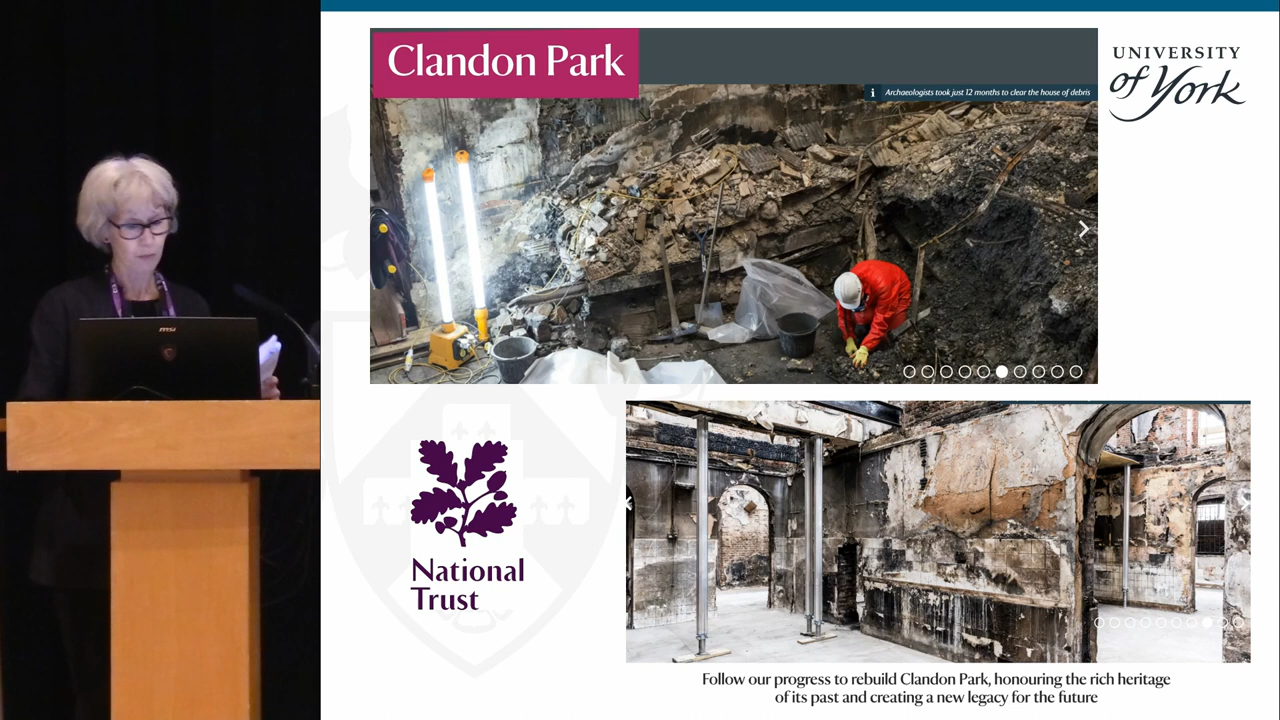 Clandon Park
UNIVERSITY
of York
i Archaeologists took just 12 months to clear the house of debris
msi
National
Trust
Follow our progress to rebuild Clandon Park, honouring the rich heritage
of its past and creating a new legacy for the future